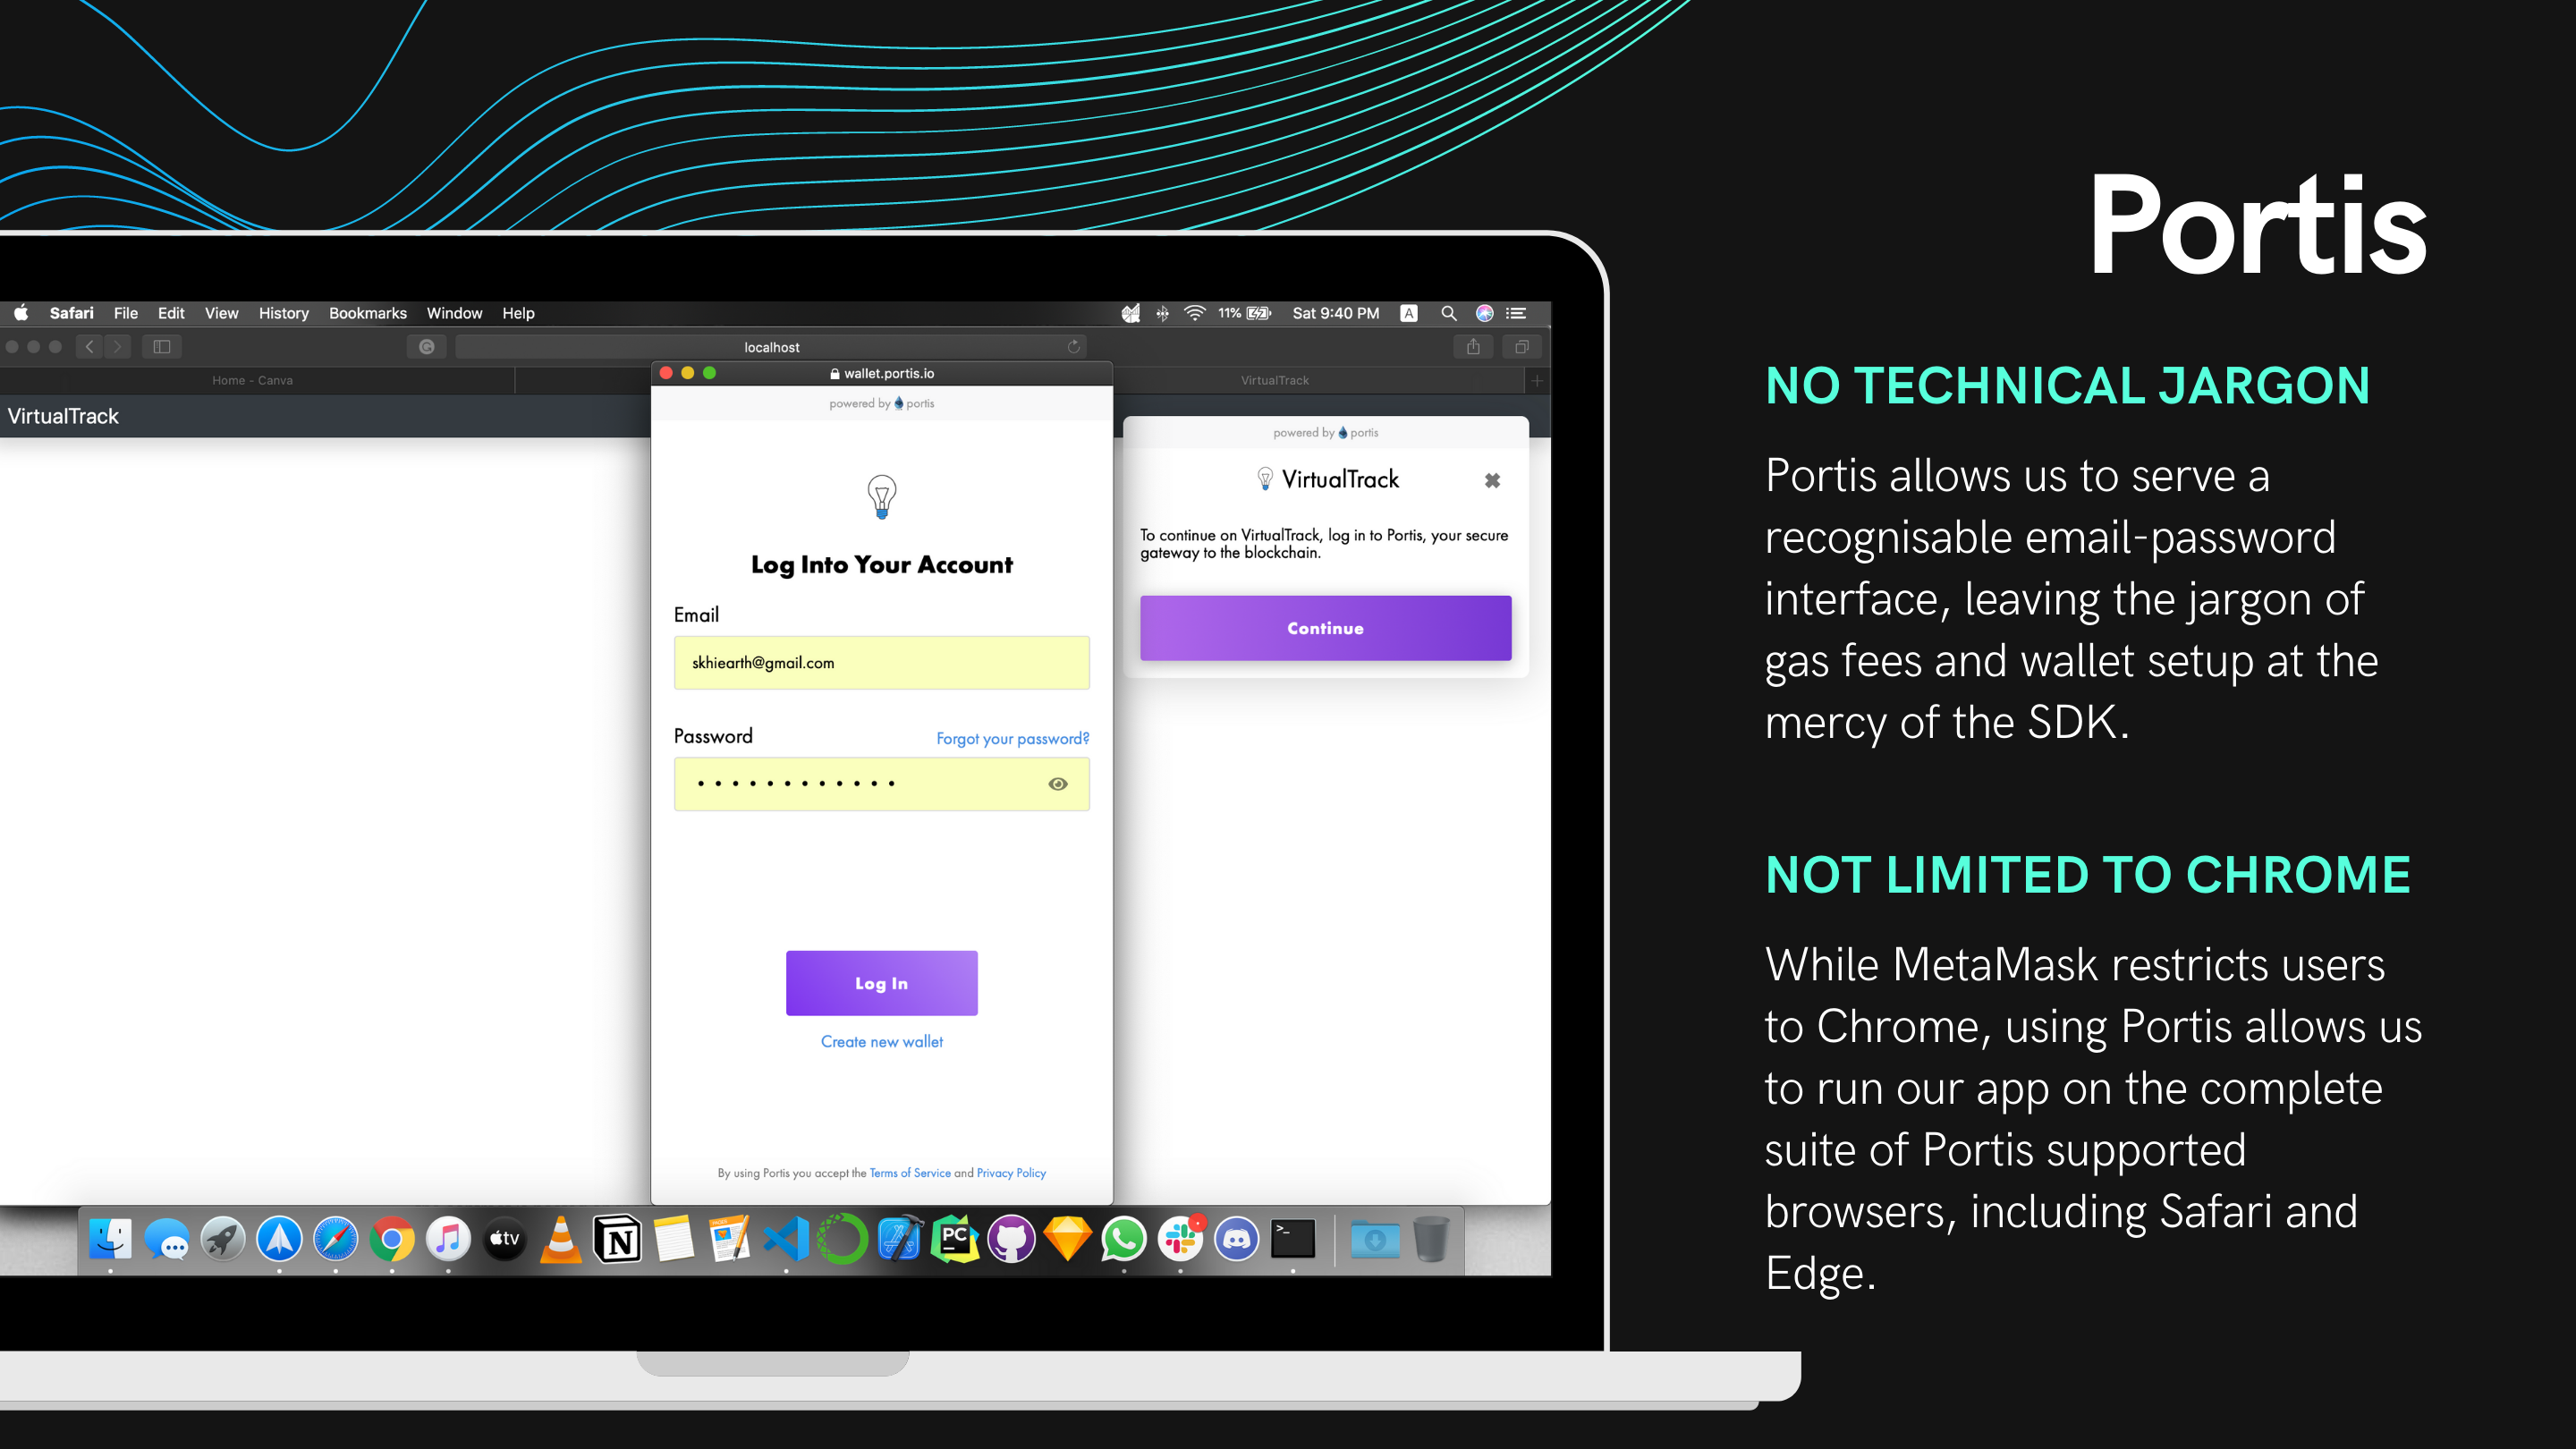 Portis
Safari File Edit View History Bookmarks Window Help
11% Sat 9:40 PM A
localhost
Home - Canva
VirtualTrack
wallet.portis.io
VirtualTrack
powered by portis
Log Into Your Account
Email
skhiearth@gmail.com
Password
Forgot your password?
Log In
Create new wallet
By using Portis you accept the Terms of Service and Privacy Policy
powered by portis
VirtualTrack
To continue on VirtualTrack, log in to Portis, your secure
gateway to the blockchain.
Continue
tv
N
PAGES
PC
>_
NO TECHNICAL JARGON
Portis allows us to serve a
recognisable email-password
interface, leaving the jargon of
gas fees and wallet setup at the
mercy of the SDK.
NOT LIMITED TO CHROME
While MetaMask restricts users
to Chrome, using Portis allows us
to run our app on the complete
suite of Portis supported
browsers, including Safari and
Edge.